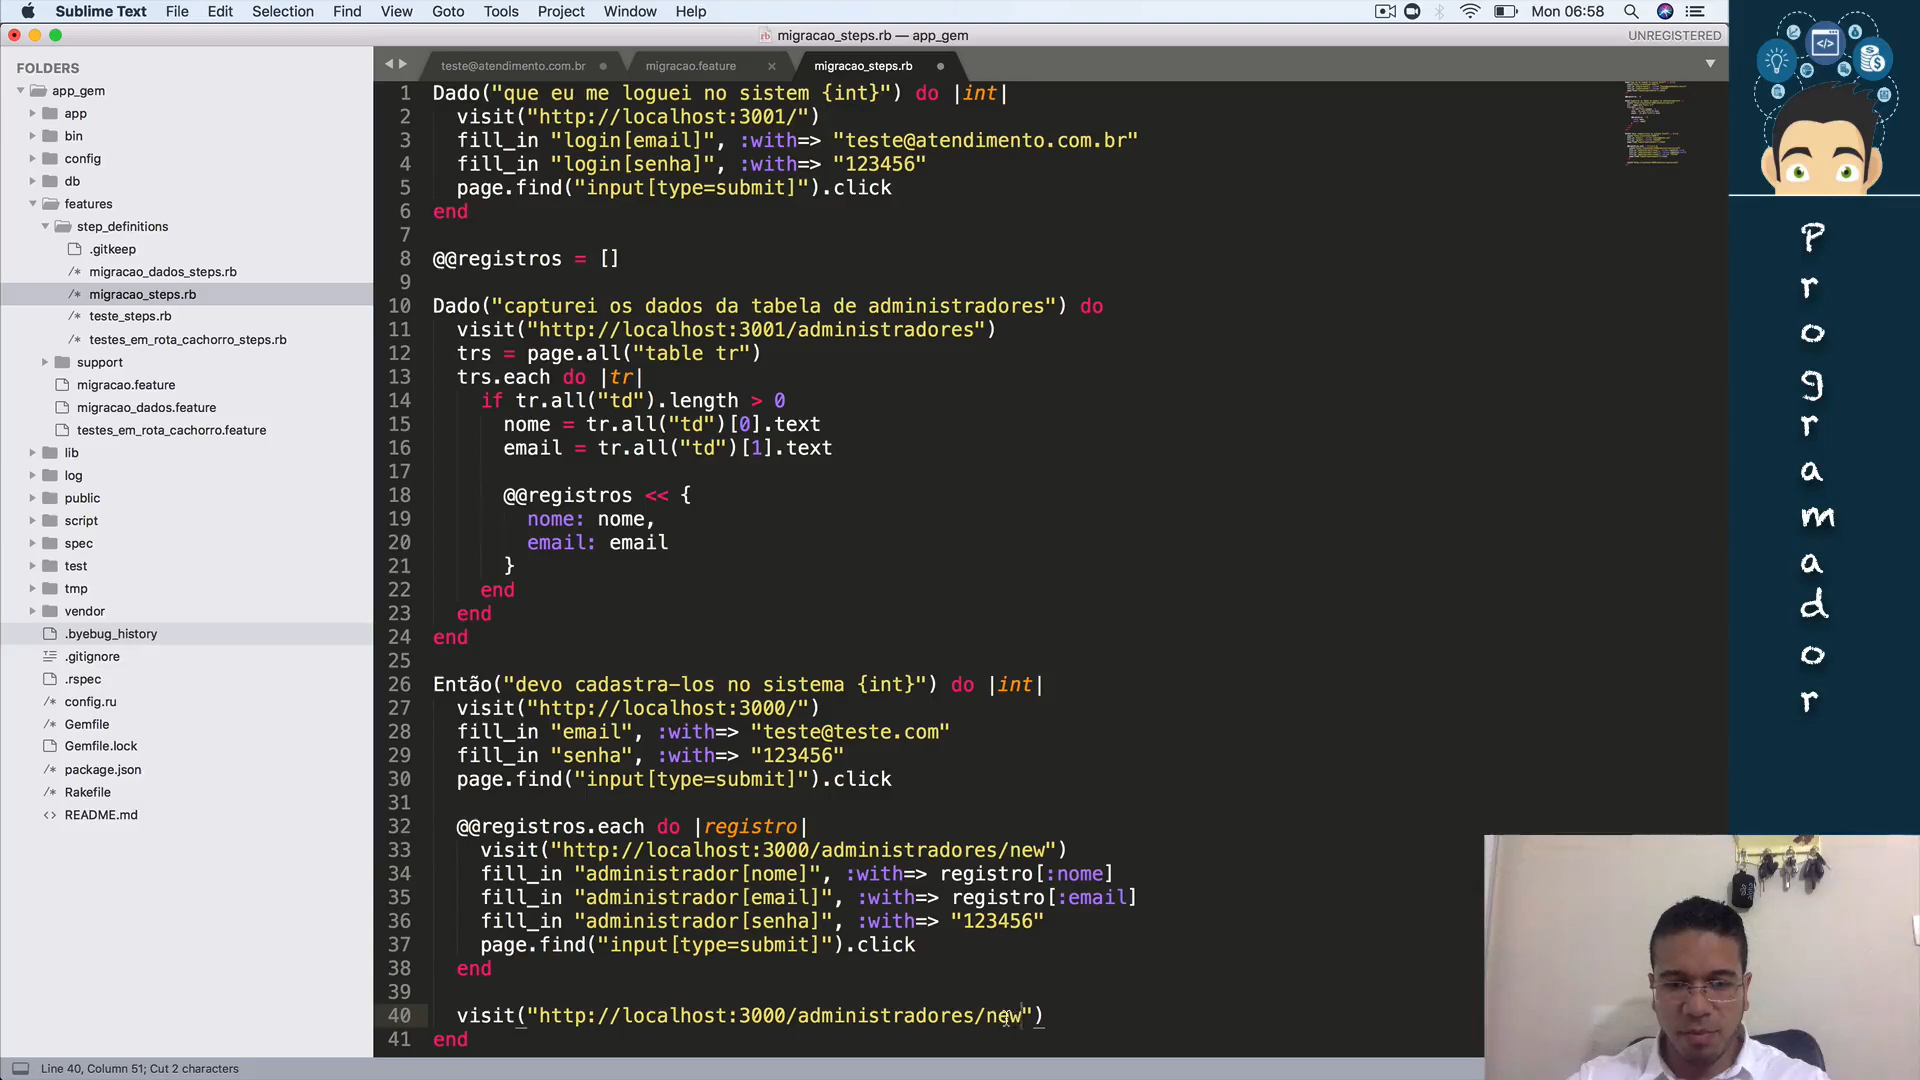 Sublime Text File Edit Selection Find View Goto Tools Project Window Help Mon 06:58
migracao_steps.rb — app_gem UNREGISTERED
FOLDERS
app_gem
app
bin
config
db
features
step_definitions
.gitkeep
migracao_dados_steps.rb
migracao_steps.rb
teste_steps.rb
testes_em_rota_cachorro_steps.rb
support
migracao.feature
migracao_dados.feature
testes_em_rota_cachorro.feature
lib
log
public
script
spec
test
tmp
vendor
.byebug_history
.gitignore
.rspec
config.ru
Gemfile
Gemfile.lock
package.json
Rakefile
README.md
teste@atendimento.com.br migracao.feature migracao_steps.rb
1 Dado("que eu me loguei no sistem {int}") do |int|
2 visit("http://localhost:3001/")
3 fill_in "login[email]", :with=> "teste@atendimento.com.br"
4 fill_in "login[senha]", :with=> "123456"
5 page.find("input[type=submit]").click
6 end
7
8 @@registros = []
9
10 Dado("capturei os dados da tabela de administradores") do
11 visit("http://localhost:3001/administradores")
12 trs = page.all("table tr")
13 trs.each do |tr|
14 if tr.all("td").length > 0
15 nome = tr.all("td")[0].text
16 email = tr.all("td")[1].text
17
18 @@registros << {
19 nome: nome,
20 email: email
21 }
22 end
23 end
24 end
25
26 Então("devo cadastra-los no sistema {int}") do |int|
27 visit("http://localhost:3000/")
28 fill_in "email", :with=> "teste@teste.com"
29 fill_in "senha", :with=> "123456"
30 page.find("input[type=submit]").click
31
32 @@registros.each do |registro|
33 visit("http://localhost:3000/administradores/new")
34 fill_in "administrador[nome]", :with=> registro[:nome]
35 fill_in "administrador[email]", :with=> registro[:email]
36 fill_in "administrador[senha]", :with=> "123456"
37 page.find("input[type=submit]").click
38 end
39
40 visit("http://localhost:3000/administradores/new")
41 end
Line 40, Column 51; Cut 2 characters
</>
Programador